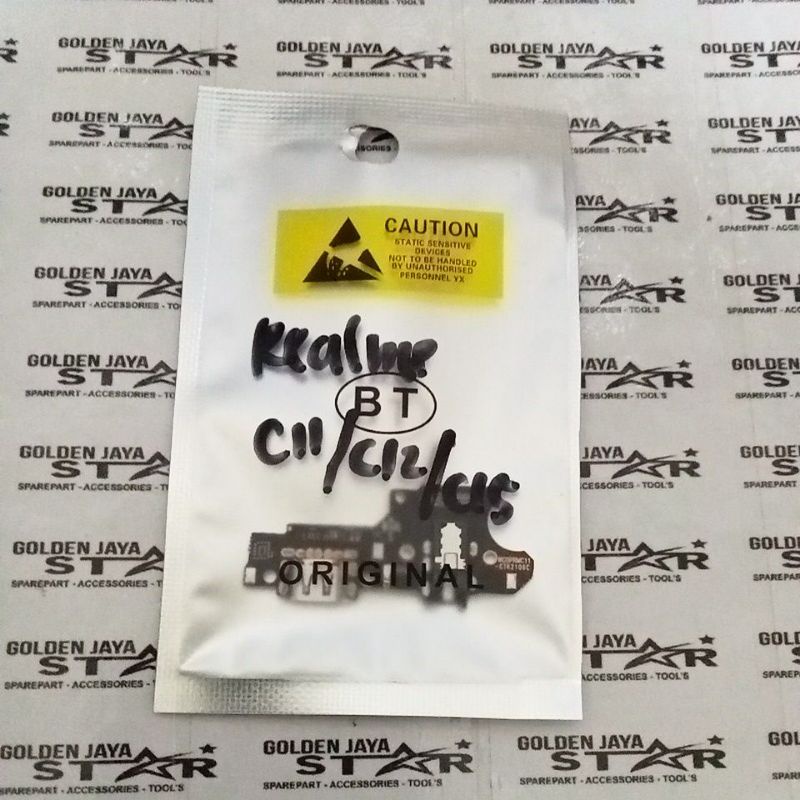 GOLDEN JAYA
STAR
SPAREPART - ACCESSORIES - TOOL'S
CAUTION
STATIC SENSITIVE
DEVICES
NOT TO BE HANDLED
BY UNAUTHORISED
PERSONNEL YX
Realme
BT
C11/C12/C15
ORIGINAL